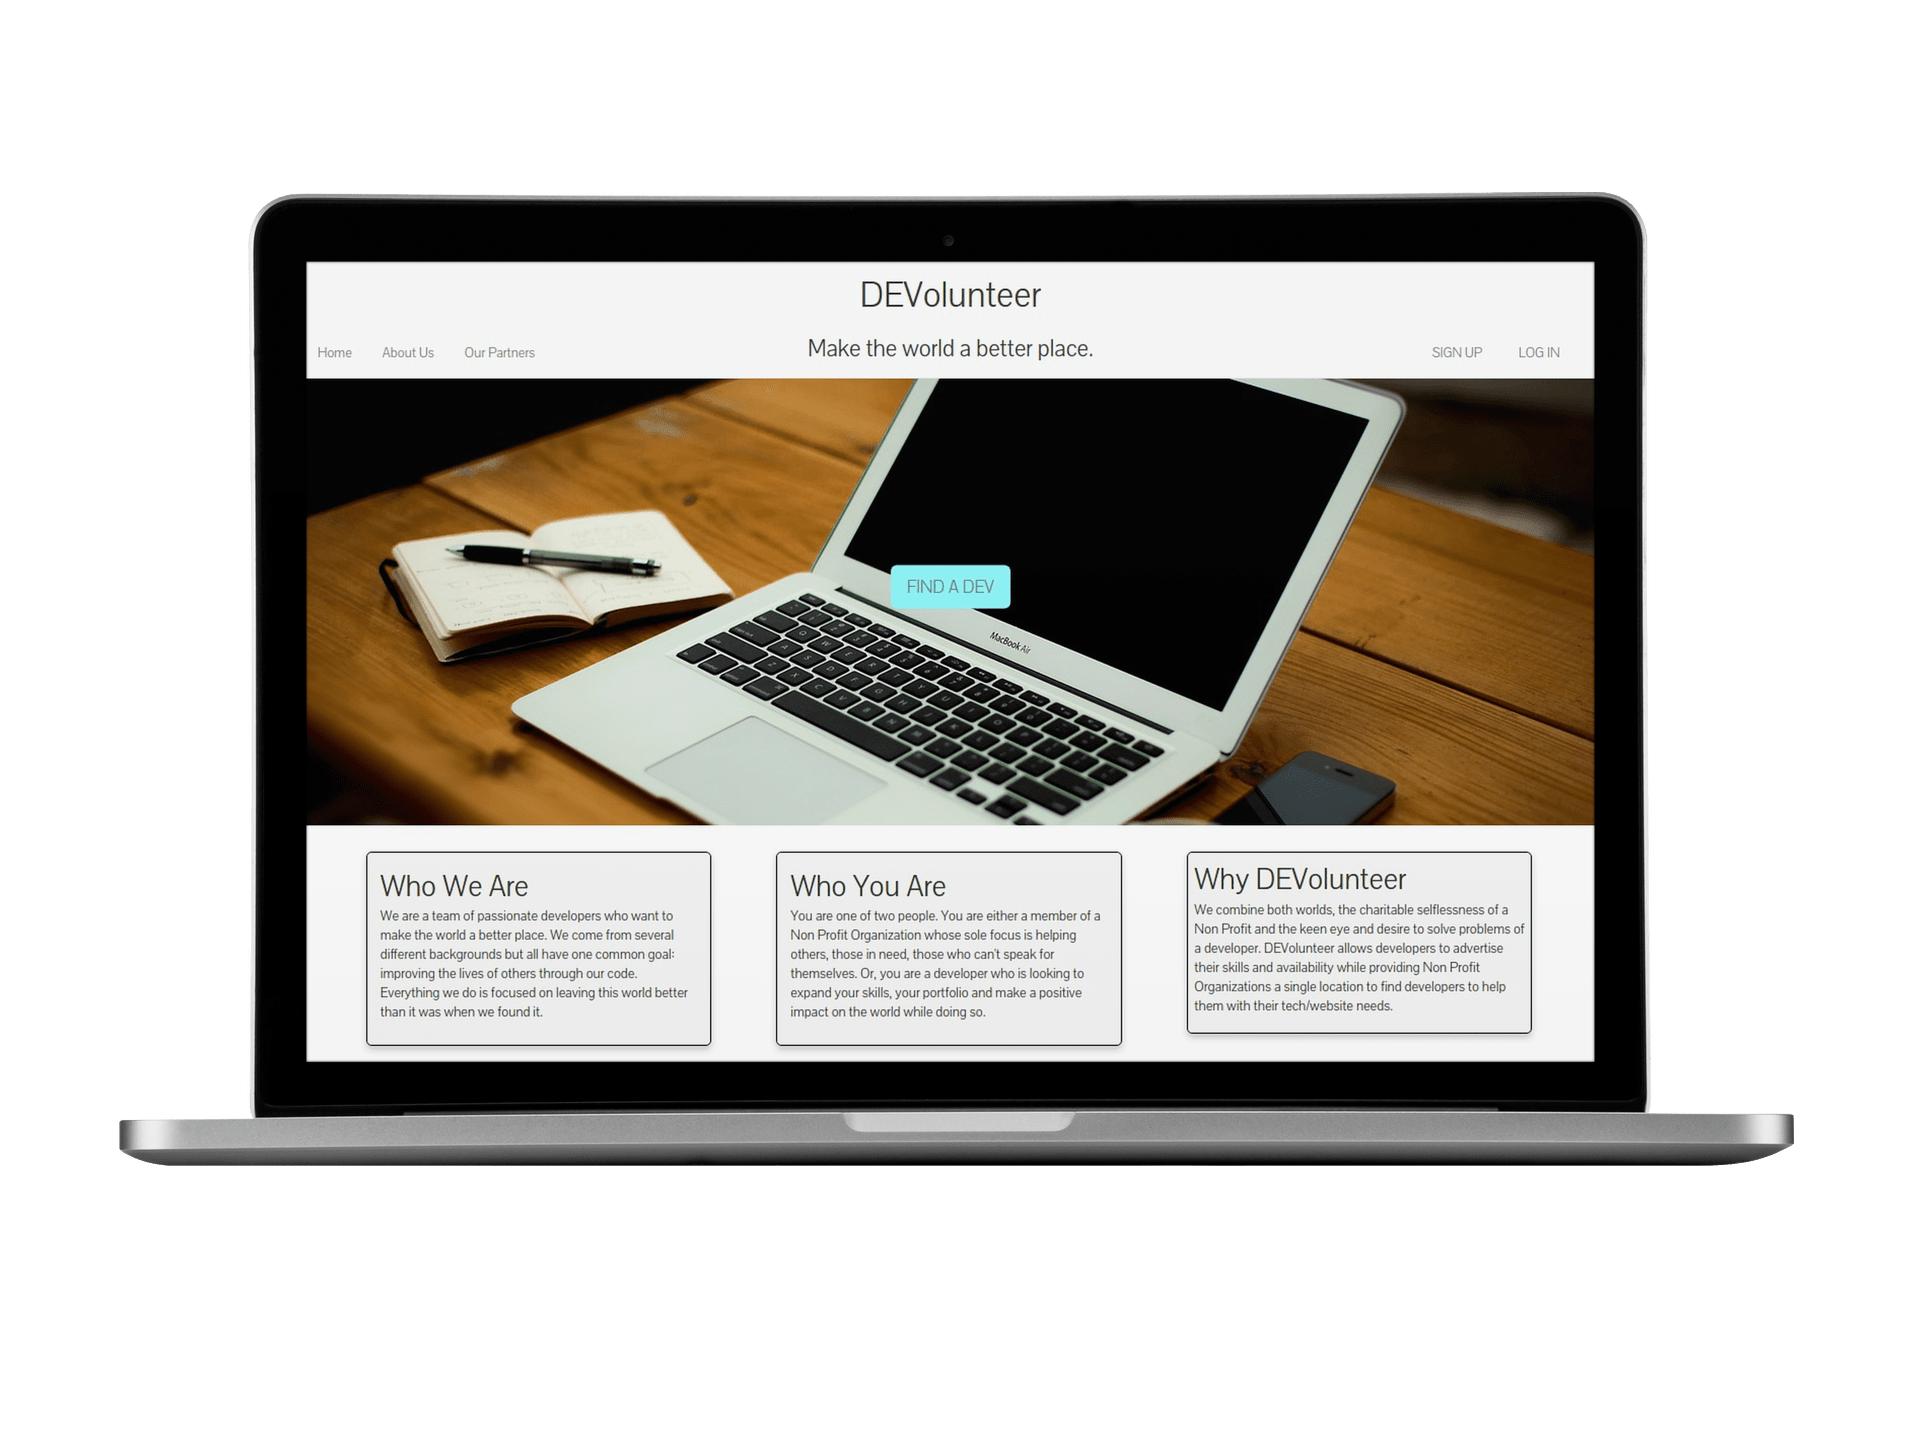 DEVolunteer
Make the world a better place.
Home About Us Our Partners
SIGN UP LOG IN
FIND A DEV
MacBook Air
Who We Are
We are a team of passionate developers who want to
make the world a better place. We come from several
different backgrounds but all have one common goal:
improving the lives of others through our code.
Everything we do is focused on leaving this world better
than it was when we found it.
Who You Are
You are one of two people. You are either a member of a
Non Profit Organization whose sole focus is helping
others, those in need, those who can't speak for
themselves. Or, you are a developer who is looking to
expand your skills, your portfolio and make a positive
impact on the world while doing so.
Why DEVolunteer
We combine both worlds, the charitable selflessness of a
Non Profit and the keen eye and desire to solve problems of
a developer. DEVolunteer allows developers to advertise
their skills and availability while providing Non Profit
Organizations a single location to find developers to help
them with their tech/website needs.